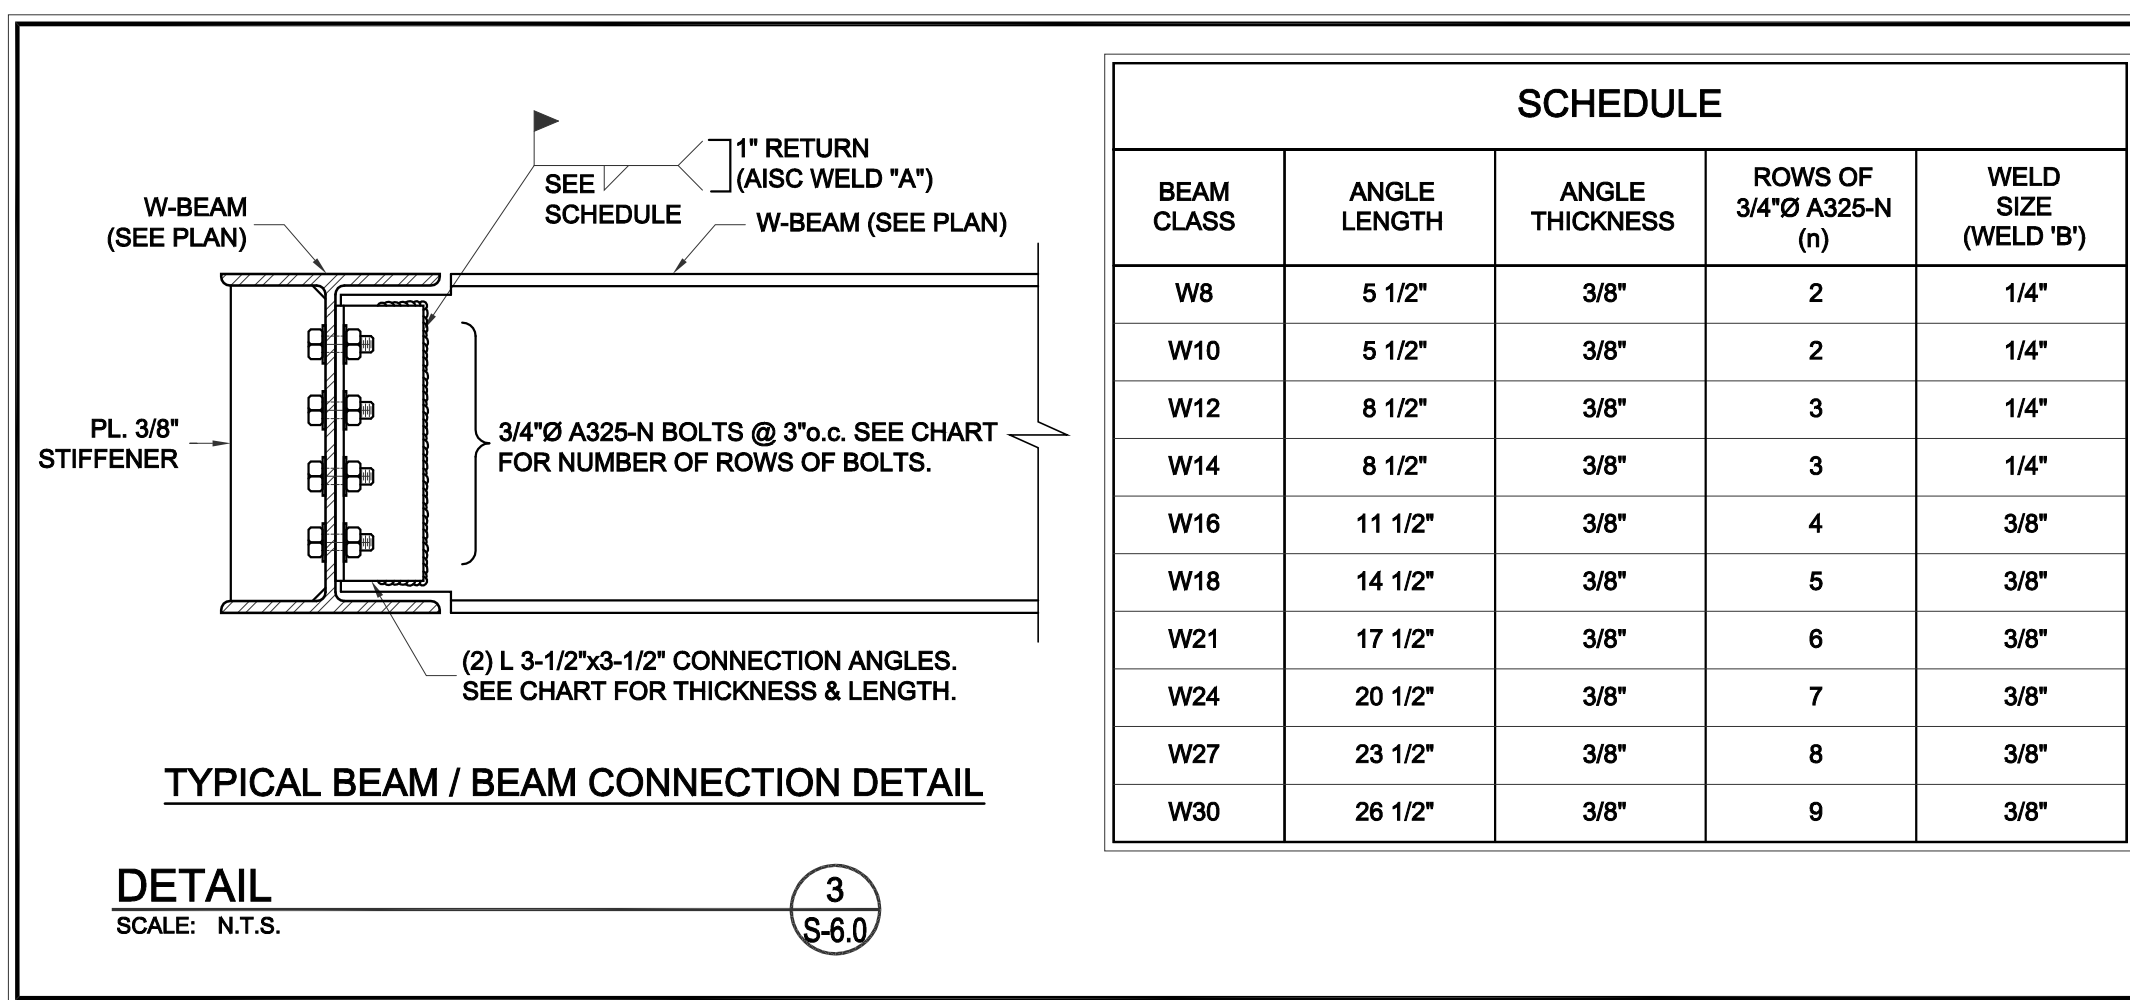 1" RETURN
(AISC WELD "A")
SEE
SCHEDULE
W-BEAM
(SEE PLAN)
W-BEAM (SEE PLAN)
PL. 3/8"
STIFFENER
3/4"Ø A325-N BOLTS @ 3"o.c. SEE CHART
FOR NUMBER OF ROWS OF BOLTS.
(2) L 3-1/2"x3-1/2" CONNECTION ANGLES.
SEE CHART FOR THICKNESS & LENGTH.
TYPICAL BEAM / BEAM CONNECTION DETAIL
DETAIL
SCALE: N.T.S.
3
S-6.0
SCHEDULE
BEAM
CLASS
ANGLE
LENGTH
ANGLE
THICKNESS
ROWS OF
3/4"Ø A325-N
(n)
WELD
SIZE
(WELD 'B')
W8 5 1/2" 3/8" 2 1/4"
W10 5 1/2" 3/8" 2 1/4"
W12 8 1/2" 3/8" 3 1/4"
W14 8 1/2" 3/8" 3 1/4"
W16 11 1/2" 3/8" 4 3/8"
W18 14 1/2" 3/8" 5 3/8"
W21 17 1/2" 3/8" 6 3/8"
W24 20 1/2" 3/8" 7 3/8"
W27 23 1/2" 3/8" 8 3/8"
W30 26 1/2" 3/8" 9 3/8"